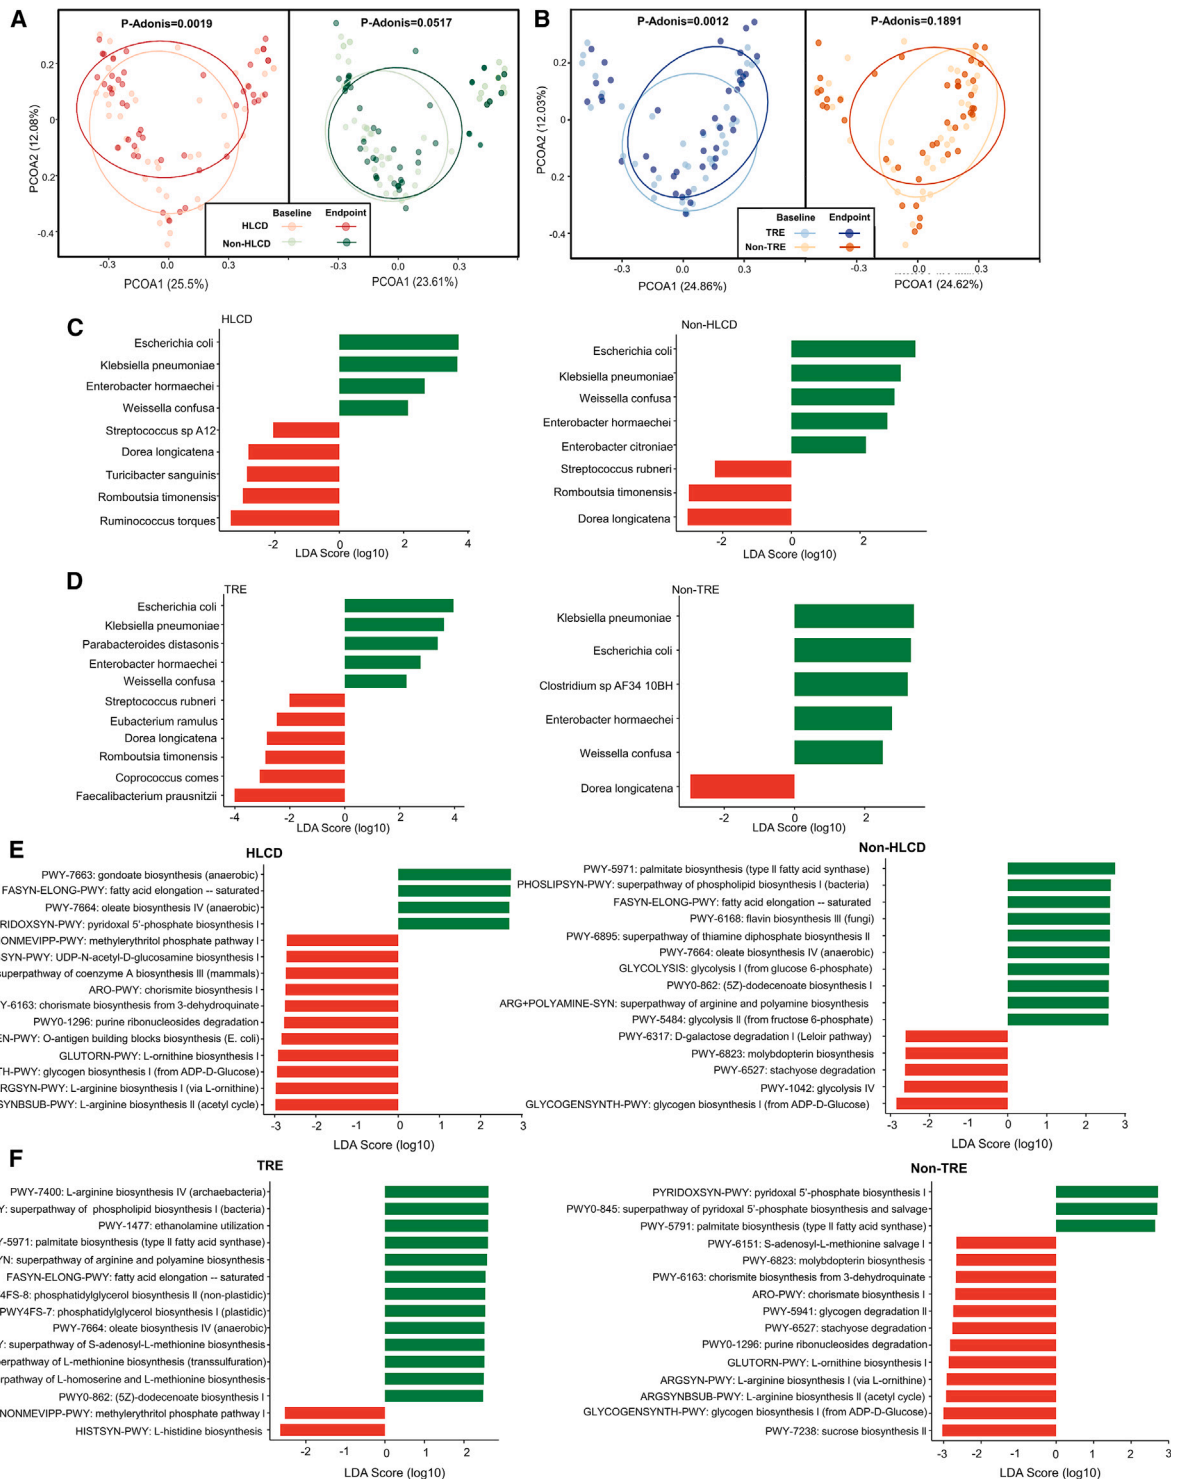 A
P-Adonis=0.0019
P-Adonis=0.0517
0.2
0
0.2
-0.4
PCOA2 (12.08%)
Baseline Endpoint
HLCD
Non-HLCD
-0.3 0.0 0.3
-0.3 0.0 0.3
PCOA1 (25.5%)
PCOA1 (23.61%)
B
P-Adonis=0.0012
P-Adonis=0.1891
0.2
0
0.2
-0.4
PCOA2 (12.03%)
Baseline Endpoint
TRE
Non-TRE
-0.3 0.0 0.3
-0.3 0.0 0.3
PCOA1 (24.86%)
PCOA1 (24.62%)
C
HLCD
Escherichia coli
Klebsiella pneumoniae
Enterobacter hormaechei
Weissella confusa
Streptococcus sp A12
Dorea longicatena
Turicibacter sanguinis
Romboutsia timonensis
Ruminococcus torques
-2 0 2 4
LDA Score (log10)
Non-HLCD
Escherichia coli
Klebsiella pneumoniae
Weissella confusa
Enterobacter hormaechei
Enterobacter citroniae
Streptococcus rubneri
Romboutsia timonensis
Dorea longicatena
-2 0 2
LDA Score (log10)
D
TRE
Escherichia coli
Klebsiella pneumoniae
Parabacteroides distasonis
Enterobacter hormaechei
Weissella confusa
Streptococcus rubneri
Eubacterium ramulus
Dorea longicatena
Romboutsia timonensis
Coprococcus comes
Faecalibacterium prausnitzii
-4 -2 0 2 4
LDA Score (log10)
Non-TRE
Klebsiella pneumoniae
Escherichia coli
Clostridium sp AF34 10BH
Enterobacter hormaechei
Weissella confusa
Dorea longicatena
-2 0 2
LDA Score (log10)
E
HLCD
PWY-7663: gondoate biosynthesis (anaerobic)
FASYN-ELONG-PWY: fatty acid elongation -- saturated
PWY-7664: oleate biosynthesis IV (anaerobic)
RIDOXSYN-PWY: pyridoxal 5'-phosphate biosynthesis I
ONMEVIPP-PWY: methylerythritol phosphate pathway I
SYN-PWY: UDP-N-acetyl-D-glucosamine biosynthesis I
superpathway of coenzyme A biosynthesis III (mammals)
ARO-PWY: chorismite biosynthesis I
Y-6163: chorismate biosynthesis from 3-dehydroquinate
PWY0-1296: purine ribonucleosides degradation
EN-PWY: O-antigen building blocks biosynthesis (E. coli)
GLUTORN-PWY: L-ornithine biosynthesis I
TH-PWY: glycogen biosynthesis I (from ADP-D-Glucose)
RGSYN-PWY: L-arginine biosynthesis I (via L-ornithine)
SYNBSUB-PWY: L-arginine biosynthesis II (acetyl cycle)
-3 -2 -1 0 1 2 3
LDA Score (log10)
Non-HLCD
PWY-5971: palmitate biosynthesis (type II fatty acid synthase)
PHOSLIPSYN-PWY: superpathway of phospholipid biosynthesis I (bacteria)
FASYN-ELONG-PWY: fatty acid elongation -- saturated
PWY-6168: flavin biosynthesis III (fungi)
PWY-6895: superpathway of thiamine diphosphate biosynthesis II
PWY-7664: oleate biosynthesis IV (anaerobic)
GLYCOLYSIS: glycolysis I (from glucose 6-phosphate)
PWY0-862: (5Z)-dodecenoate biosynthesis I
ARG+POLYAMINE-SYN: superpathway of arginine and polyamine biosynthesis
PWY-5484: glycolysis II (from fructose 6-phosphate)
PWY-6317: D-galactose degradation I (Leloir pathway)
PWY-6823: molybdopterin biosynthesis
PWY-6527: stachyose degradation
PWY-1042: glycolysis IV
GLYCOGENSYNTH-PWY: glycogen biosynthesis I (from ADP-D-Glucose)
-3 -2 -1 0 1 2 3
LDA Score (log10)
F
TRE
PWY-7400: L-arginine biosynthesis IV (archaebacteria)
Y: superpathway of phospholipid biosynthesis I (bacteria)
PWY-1477: ethanolamine utilization
Y-5971: palmitate biosynthesis (type II fatty acid synthase)
YN: superpathway of arginine and polyamine biosynthesis
FASYN-ELONG-PWY: fatty acid elongation -- saturated
4FS-8: phosphatidylglycerol biosynthesis II (non-plastidic)
PWY4FS-7: phosphatidylglycerol biosynthesis I (plastidic)
PWY-7664: oleate biosynthesis IV (anaerobic)
Y: superpathway of S-adenosyl-L-methionine biosynthesis
erpathway of L-methionine biosynthesis (transsulfuration)
rpathway of L-homoserine and L-methionine biosynthesis
PWY0-862: (5Z)-dodecenoate biosynthesis I
NONMEVIPP-PWY: methylerythritol phosphate pathway I
HISTSYN-PWY: L-histidine biosynthesis
-2 -1 0 1 2
LDA Score (log10)
Non-TRE
PYRIDOXSYN-PWY: pyridoxal 5'-phosphate biosynthesis I
PWY0-845: superpathway of pyridoxal 5'-phosphate biosynthesis and salvage
PWY-5791: palmitate biosynthesis (type II fatty acid synthase)
PWY-6151: S-adenosyl-L-methionine salvage I
PWY-6823: molybdopterin biosynthesis
PWY-6163: chorismite biosynthesis from 3-dehydroquinate
ARO-PWY: chorismate biosynthesis I
PWY-5941: glycogen degradation II
PWY-6527: stachyose degradation
PWY0-1296: purine ribonucleosides degradation
GLUTORN-PWY: L-ornithine biosynthesis I
ARGSYN-PWY: L-arginine biosynthesis I (via L-ornithine)
ARGSYNBSUB-PWY: L-arginine biosynthesis II (acetyl cycle)
GLYCOGENSYNTH-PWY: glycogen biosynthesis I (from ADP-D-Glucose)
PWY-7238: sucrose biosynthesis II
-3 -2 -1 0 1 2 3
LDA Score (log10)